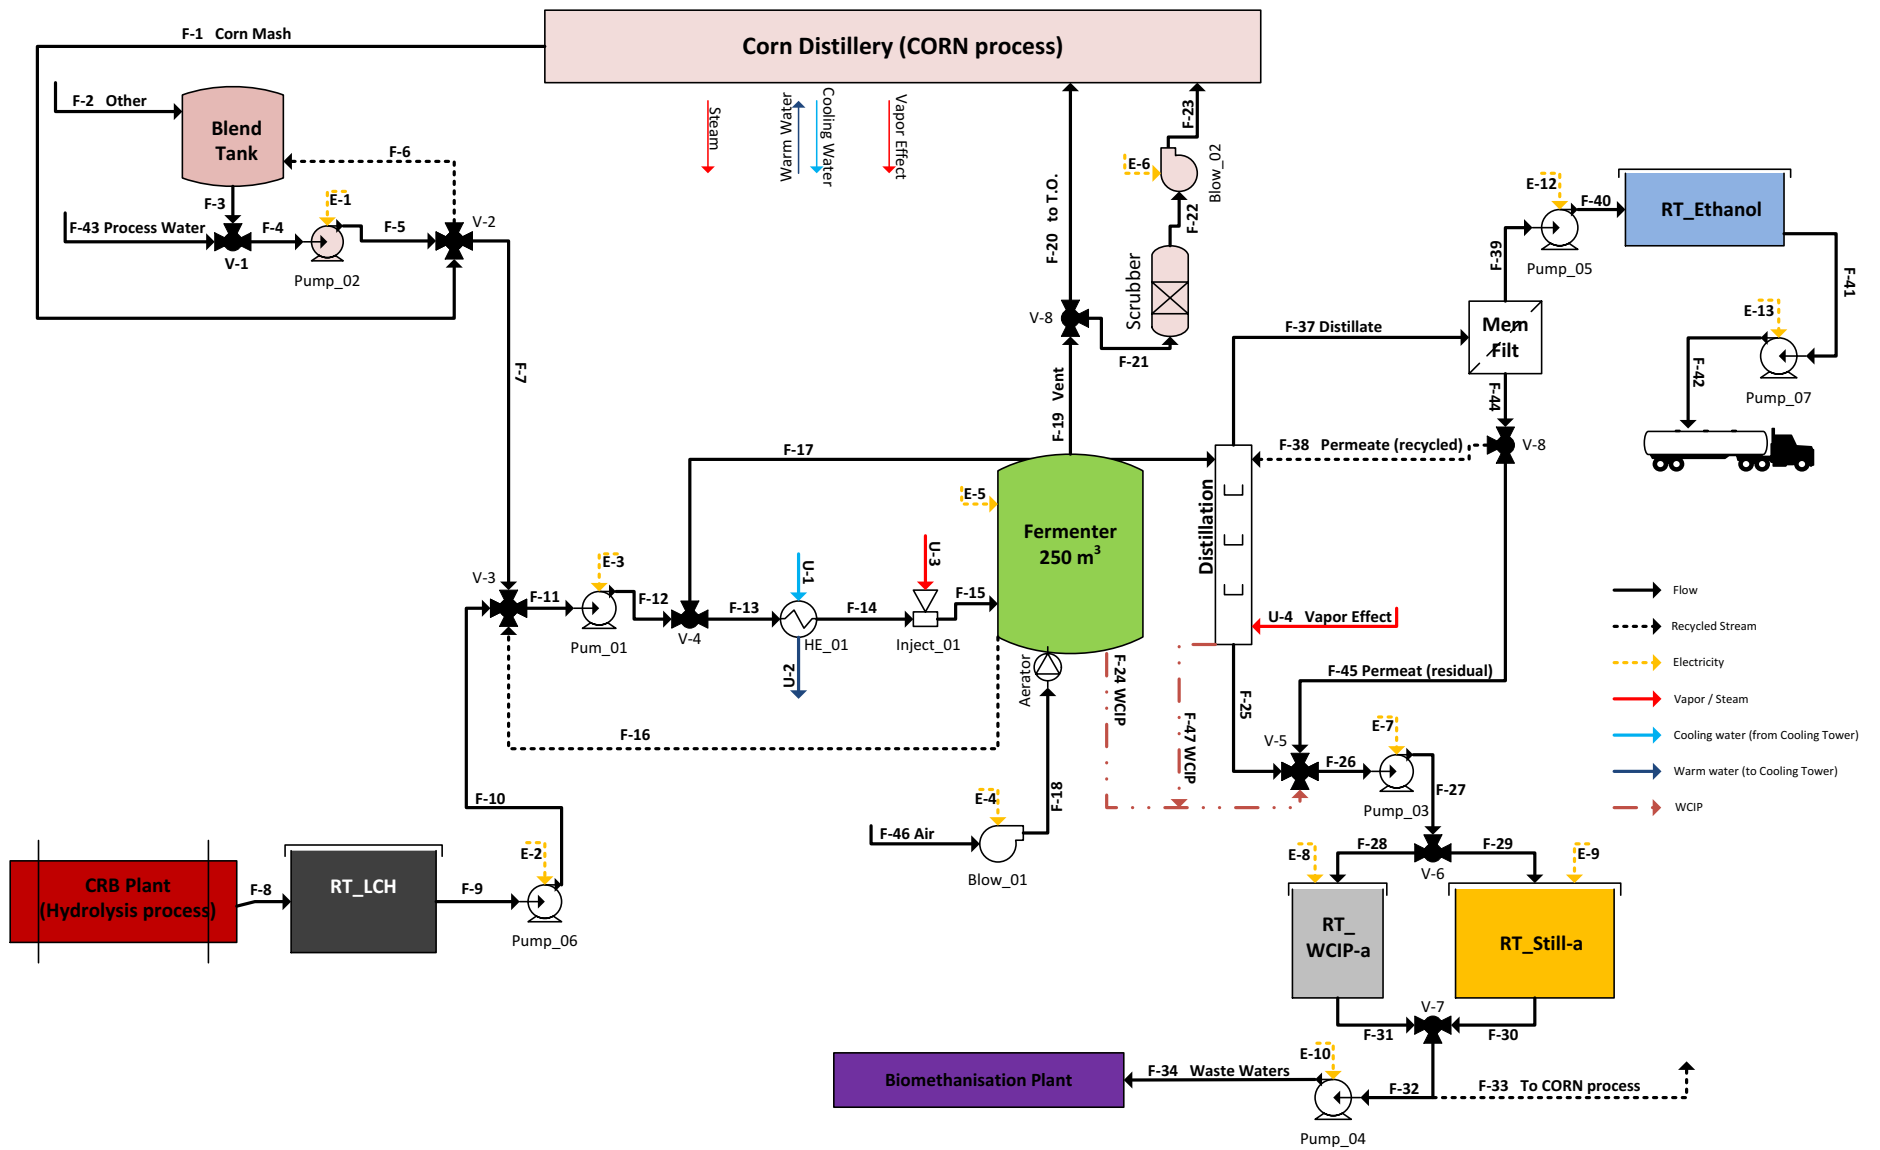 Corn Distillery (CORN process)
F-1 Corn Mash
F-2 Other
Blend
Tank
F-6
F-3
E-1
F-43 Process Water
F-4
F-5
V-2
V-1
Pump_02
Steam
Warm Water
Cooling Water
Vapor Effect
F-23
E-6
Blow_02
F-22
F-20 to T.O.
Scrubber
V-8
F-21
F-19 Vent
E-12
F-40
RT_Ethanol
F-39
Pump_05
F-41
E-13
F-37 Distillate
Mem
Filt
F-42
Pump_07
F-44
F-38 Permeate (recycled)
V-8
F-7
F-17
E-5
Fermenter
250 m³
Distillation
V-3
E-3
F-11
F-12
Pum_01
V-4
F-13
U-1
HE_01
U-2
F-14
U-3
F-15
Inject_01
U-4 Vapor Effect
Aerator
F-24 WCIP
F-47 WCIP
F-25
F-45 Permeat (residual)
F-16
F-18
V-5
F-26
E-7
Pump_03
F-27
F-10
E-4
F-46 Air
Blow_01
Flow
Recycled Stream
Electricity
Vapor / Steam
Cooling water (from Cooling Tower)
Warm water (to Cooling Tower)
WCIP
CRB Plant
(Hydrolysis process)
F-8
RT_LCH
F-9
E-2
Pump_06
E-8
F-28
V-6
F-29
E-9
RT_
WCIP-a
RT_Still-a
V-7
F-31
F-30
E-10
Biomethanisation Plant
F-34 Waste Waters
F-32
F-33 To CORN process
Pump_04